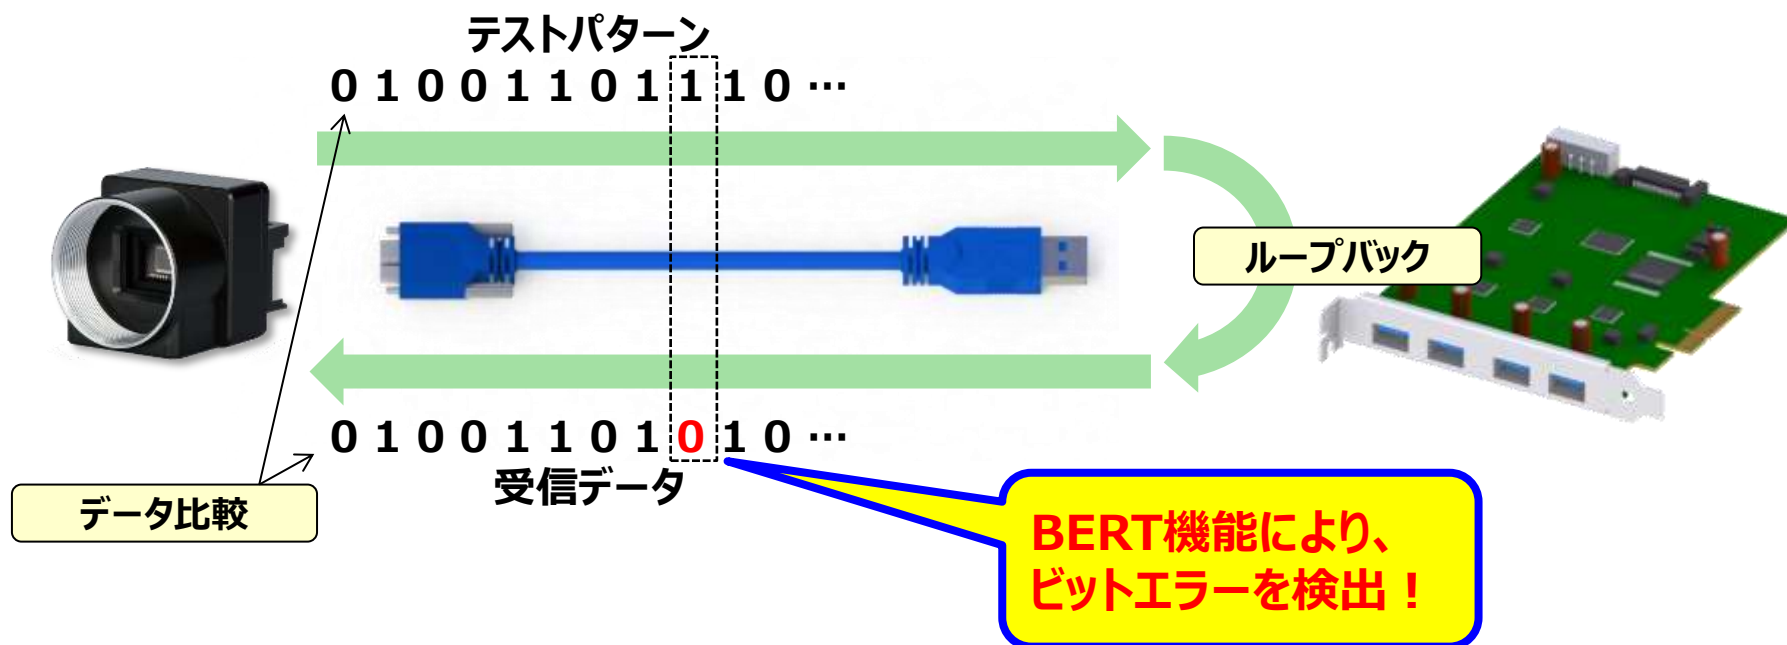 テストパターン
0 1 0 0 1 1 0 1 1 1 0 …
ループバック
0 1 0 0 1 1 0 1 0 1 0 …
受信データ
データ比較
BERT機能により、
ビットエラーを検出！